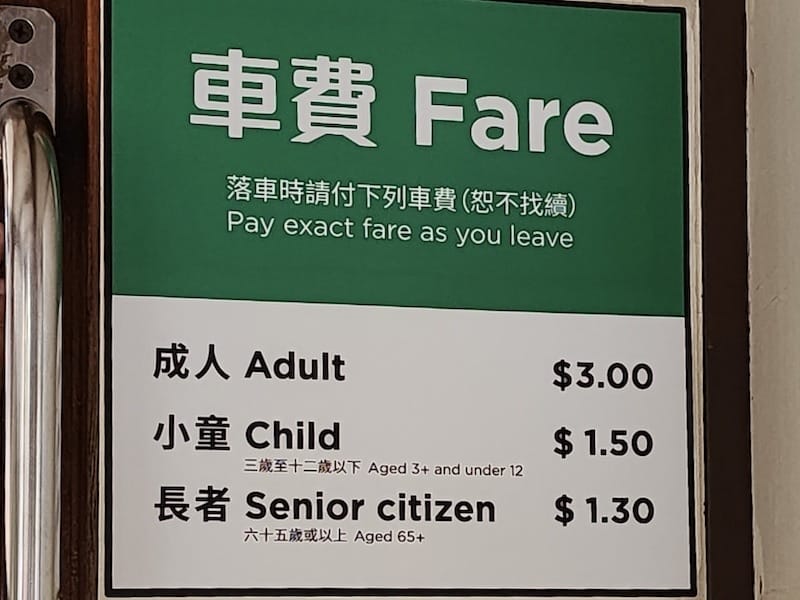 車費 Fare
落車時請付下列車費(恕不找續)
Pay exact fare as you leave
成人 Adult $3.00
小童 Child $1.50
三歲至十二歲以下 Aged 3+ and under 12
長者 Senior citizen $1.30
六十五歲或以上 Aged 65+